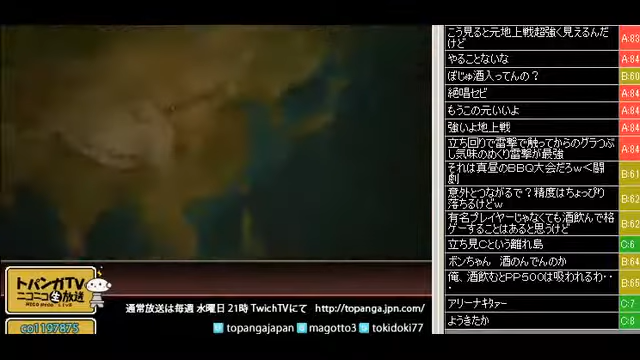 こう見ると元地上戦超強く見えるんだ
けど
A:83
やることないな
A:84
ぽじゅ酒入ってんの？
B:60
絶唱セビ
A:84
もうこの元いいよ
A:84
強いよ地上戦
A:84
立ち回りで雷撃で触ってからのグラつぶ
し気味のめくり雷撃が最強
A:84
それは真昼のBBQ大会だろｗ＜闘
劇
B:61
意外とつながるで？精度はちょっぴり
落ちるけどｗ
B:62
有名プレイヤーじゃなくても酒飲んで格
ゲーすることはあると思うけど
B:62
立ち見Cという離れ島
C:6
ボンちゃん　酒のんでんのか
B:64
俺、酒飲むとPP500は吸われるわ・・
・
B:65
アリーナキタァー
C:7
ようきたか
C:8
トパンガTV
ニコニコ生放送
co1197875
通常放送は毎週 水曜日 21時 TwichTVにて http://topanga.jpn.com/
topangajapan
magotto3
tokidoki77